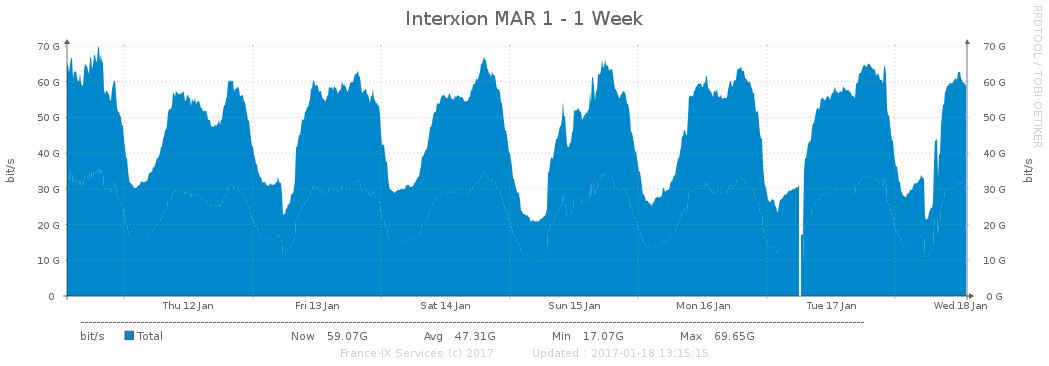 Interxion MAR 1 - 1 Week
RRDTOOL / TOBI OETIKER
70 G
70 G
60 G
60 G
50 G
50 G
40 G
40 G
30 G
30 G
20 G
20 G
10 G
10 G
0
0 G
bit/s
bit/s
Thu 12 Jan Fri 13 Jan Sat 14 Jan Sun 15 Jan Mon 16 Jan Tue 17 Jan Wed 18 Jan
bit/s Total Now 59.07G Avg 47.31G Min 17.07G Max 69.65G
France-IX Services (c) 2017 Updated : 2017-01-18 13:15:15